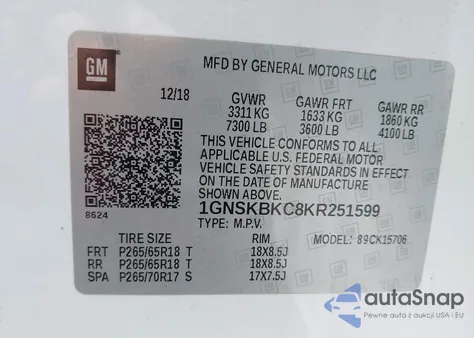 GM
MFD BY GENERAL MOTORS LLC
12/18 GVWR GAWR FRT GAWR RR
3311 KG 1633 KG 1860 KG
7300 LB 3600 LB 4100 LB
THIS VEHICLE CONFORMS TO ALL
APPLICABLE U.S. FEDERAL MOTOR
VEHICLE SAFETY STANDARDS IN EFFECT
ON THE DATE OF MANUFACTURE
SHOWN ABOVE.
8624
1GNSKBKC8KR251599
TYPE: M.P.V. MODEL: 89CK15706
TIRE SIZE RIM
FRT P265/65R18 T 18X8.5J
RR P265/65R18 T 18X8.5J
SPA P265/70R17 S 17X7.5J
autoSnap
Pewne auta z aukcji USA i EU